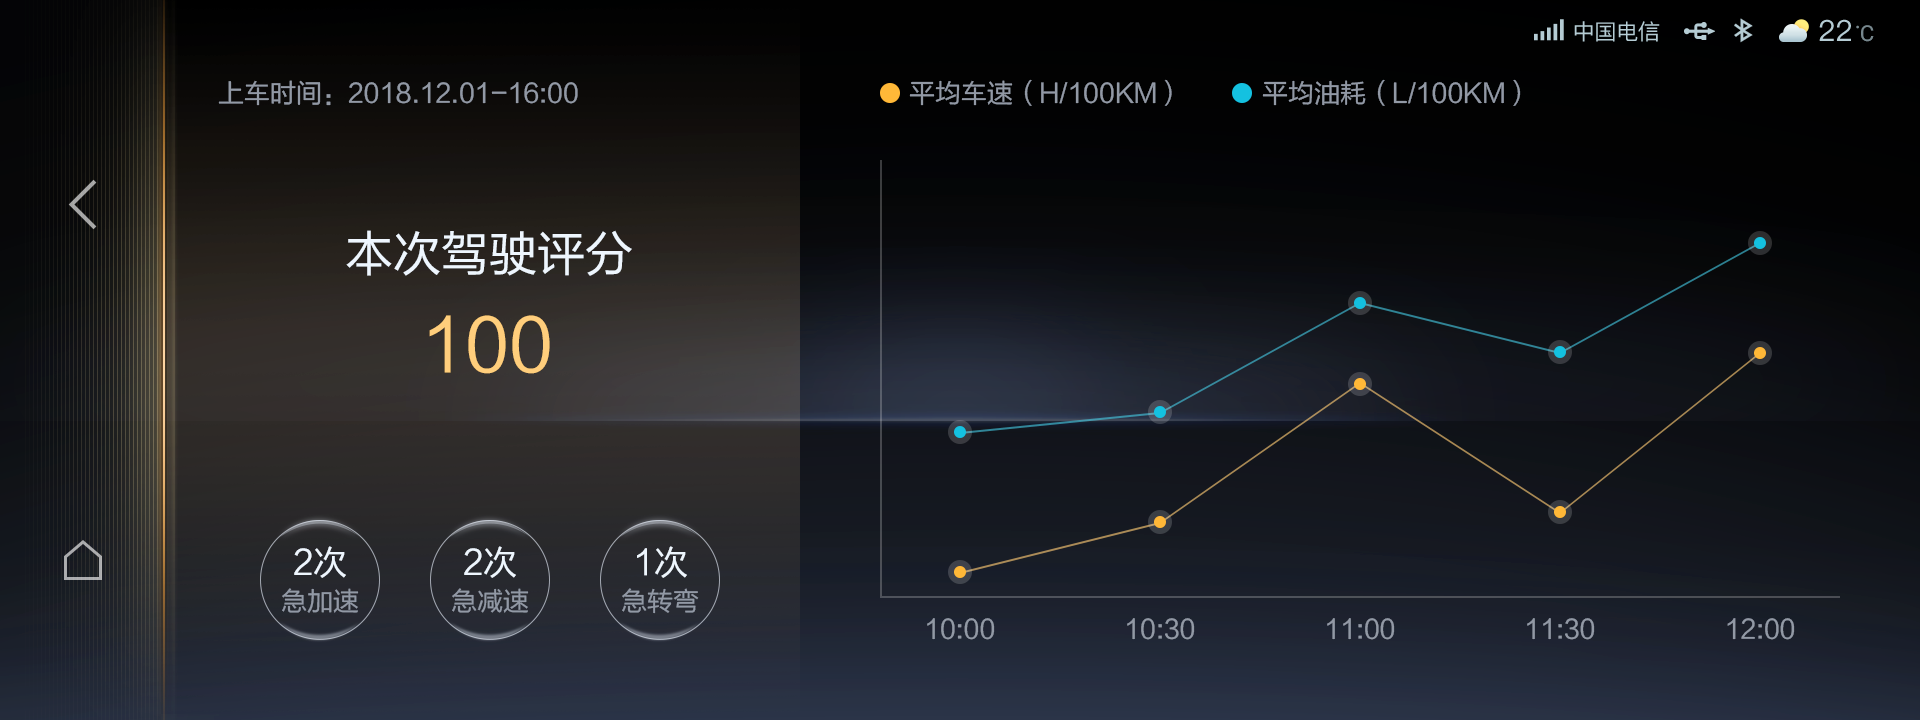 中国电信 22℃
上车时间：2018.12.01-16:00
平均车速（H/100KM） 平均油耗（L/100KM）
本次驾驶评分
100
2次 2次 1次
急加速 急减速 急转弯
10:00 10:30 11:00 11:30 12:00